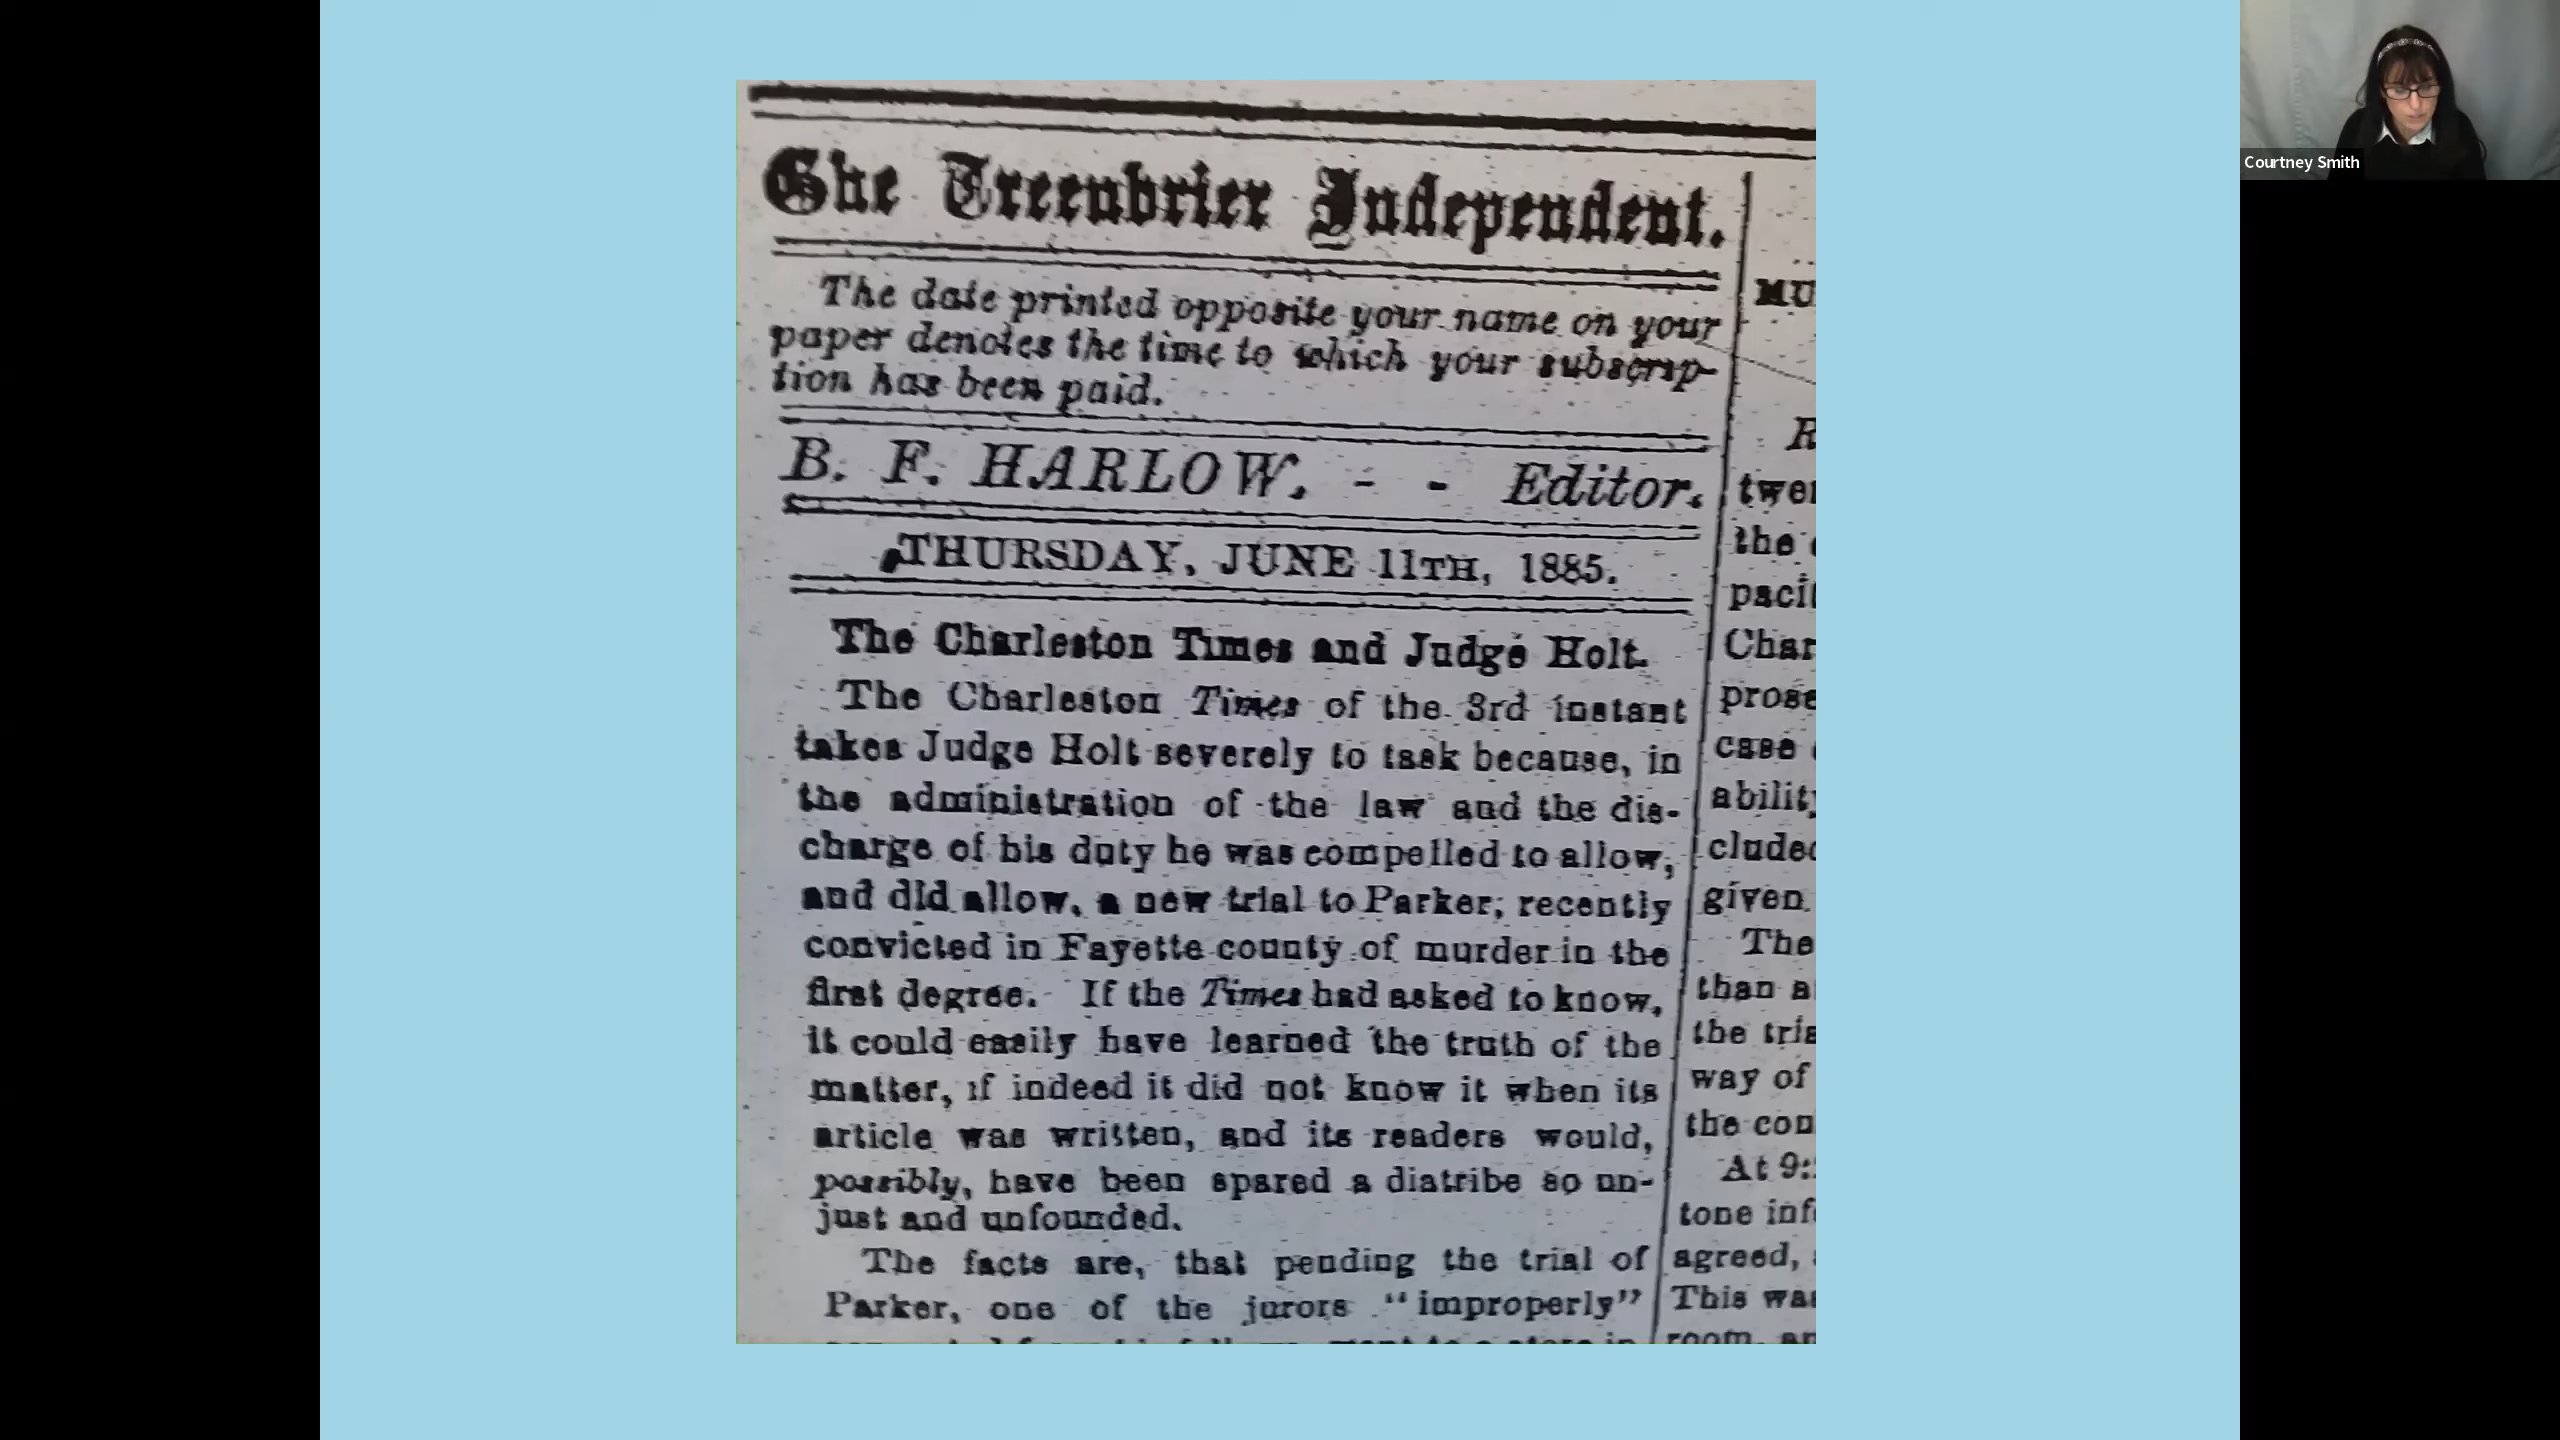 Ghe Treenbrier Independent.
The date printed opposite your name on your
paper denotes the time to which your subscrip-
tion has been paid.
B. F. HARLOW, - - Editor.
THURSDAY, JUNE 11TH, 1885.
The Charleston Times and Judge Holt.
The Charleston Times of the 3rd instant
takes Judge Holt severely to task because, in
the administration of the law and the dis-
charge of his duty he was compelled to allow,
and did allow, a new trial to Parker, recently
convicted in Fayette county of murder in the
first degree. If the Times had asked to know,
it could easily have learned the truth of the
matter, if indeed it did not know it when its
article was written, and its readers would,
possibly, have been spared a diatribe so un-
just and unfounded.
The facts are, that pending the trial of
Parker, one of the jurors "improperly"
MU
R
twe
the
paci
Char
prose
case
ability
clude
given
The
than a
the tria
way of
the con
At 9:
tone inf
agreed,
This wa
room, an
Courtney Smith